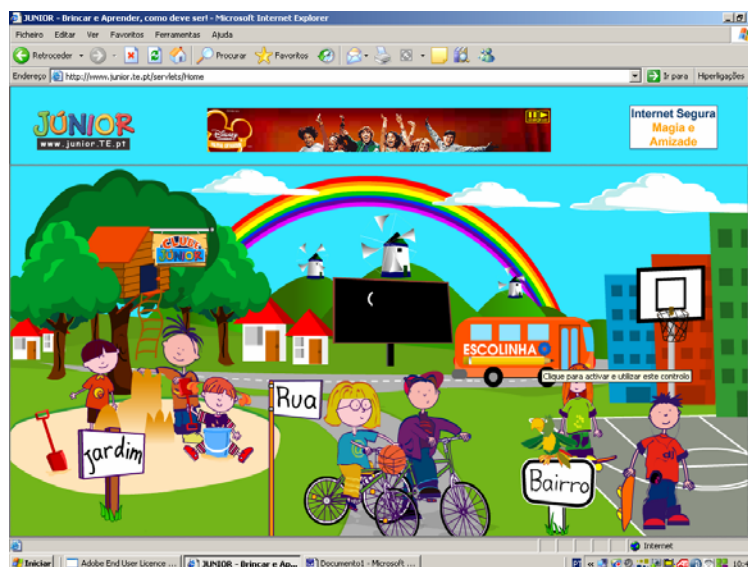 JUNIOR - Brincar e Aprender, como deve ser! - Microsoft Internet Explorer
Ficheiro Editar Ver Favoritos Ferramentas Ajuda
Retroceder Procurar Favoritos
Endereço http://www.junior.te.pt/servlets/Home Ir para Hiperligações
JÚNIOR
www.junior.TE.pt
Disney
Internet Segura
Magia e
Amizade
CLUBE
JÚNIOR
ESCOLINHA
Clique para activar e utilizar este controlo
Rua
Jardim
Bairro
Internet
Iniciar Adobe End User Licence ... JUNIOR - Brincar e Ap... Documento1 - Microsoft ...